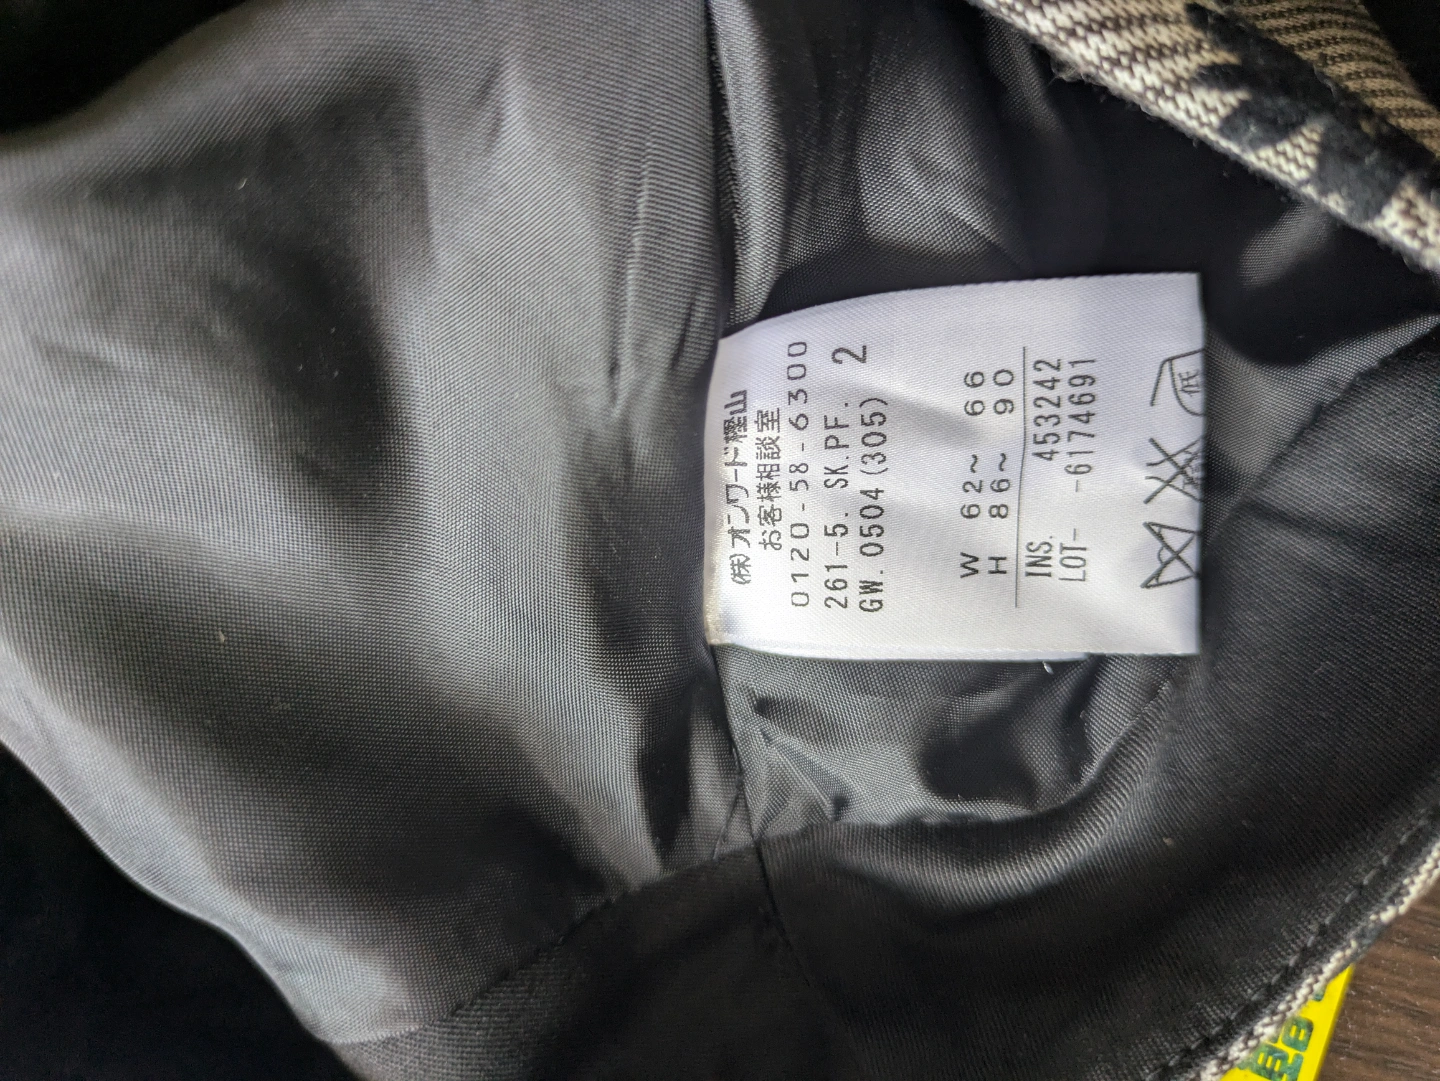 (株)オンワード樫山
お客様相談室
0120-58-6300
261-5. SK.PF. 2
GW.0504(305)
W 62~ 66
H 86~ 90
INS. 453242
LOT- -6174691
低